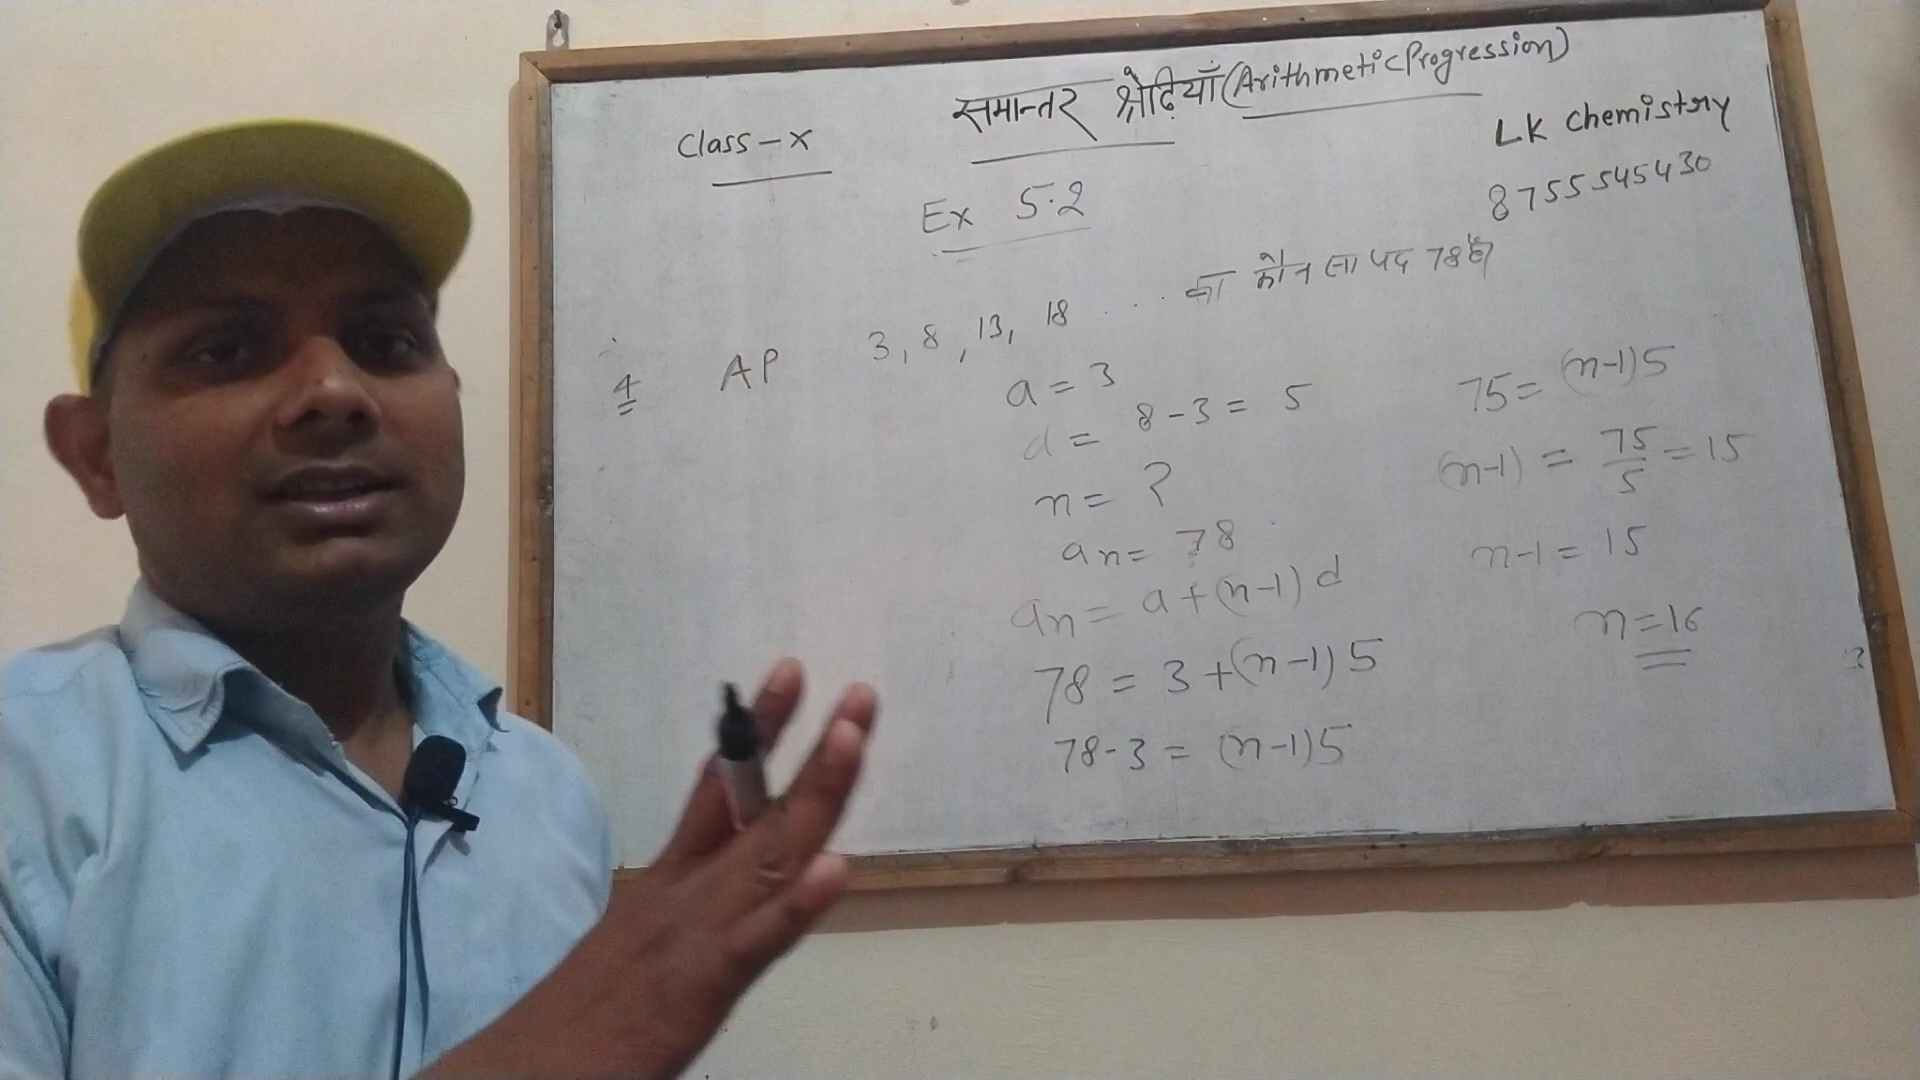 समान्तर श्रेढ़ियाँ (Arithmetic Progression)
Class - X
LK Chemistry
8755545430
Ex 5.2
4 AP 3, 8, 13, 18 . . . का कौन सा पद 78 है।
a = 3
d = 8 - 3 = 5
n = ?
an = 78
an = a + (n-1) d
78 = 3 + (n-1) 5
78 - 3 = (n-1) 5
75 = (n-1) 5
(n-1) = 75/5 = 15
n-1 = 15
n = 16